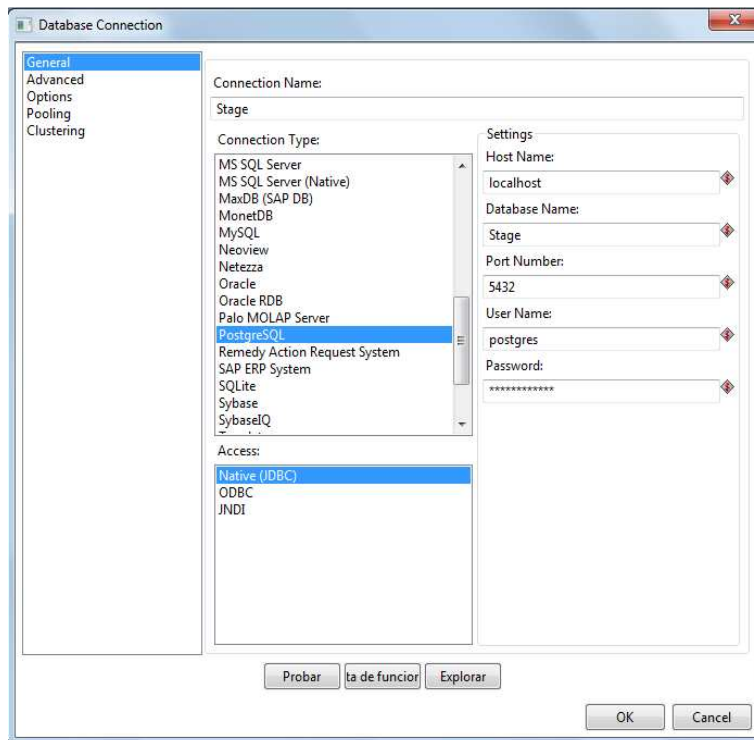 Database Connection
General
Advanced
Options
Pooling
Clustering
Connection Name:
Stage
Connection Type:
MS SQL Server
MS SQL Server (Native)
MaxDB (SAP DB)
MonetDB
MySQL
Neoview
Netezza
Oracle
Oracle RDB
Palo MOLAP Server
PostgreSQL
Remedy Action Request System
SAP ERP System
SQLite
Sybase
SybaseIQ
Access:
Native (JDBC)
ODBC
JNDI
Settings
Host Name:
localhost
Database Name:
Stage
Port Number:
5432
User Name:
postgres
Password:
************
Probar
ta de funcior
Explorar
OK
Cancel